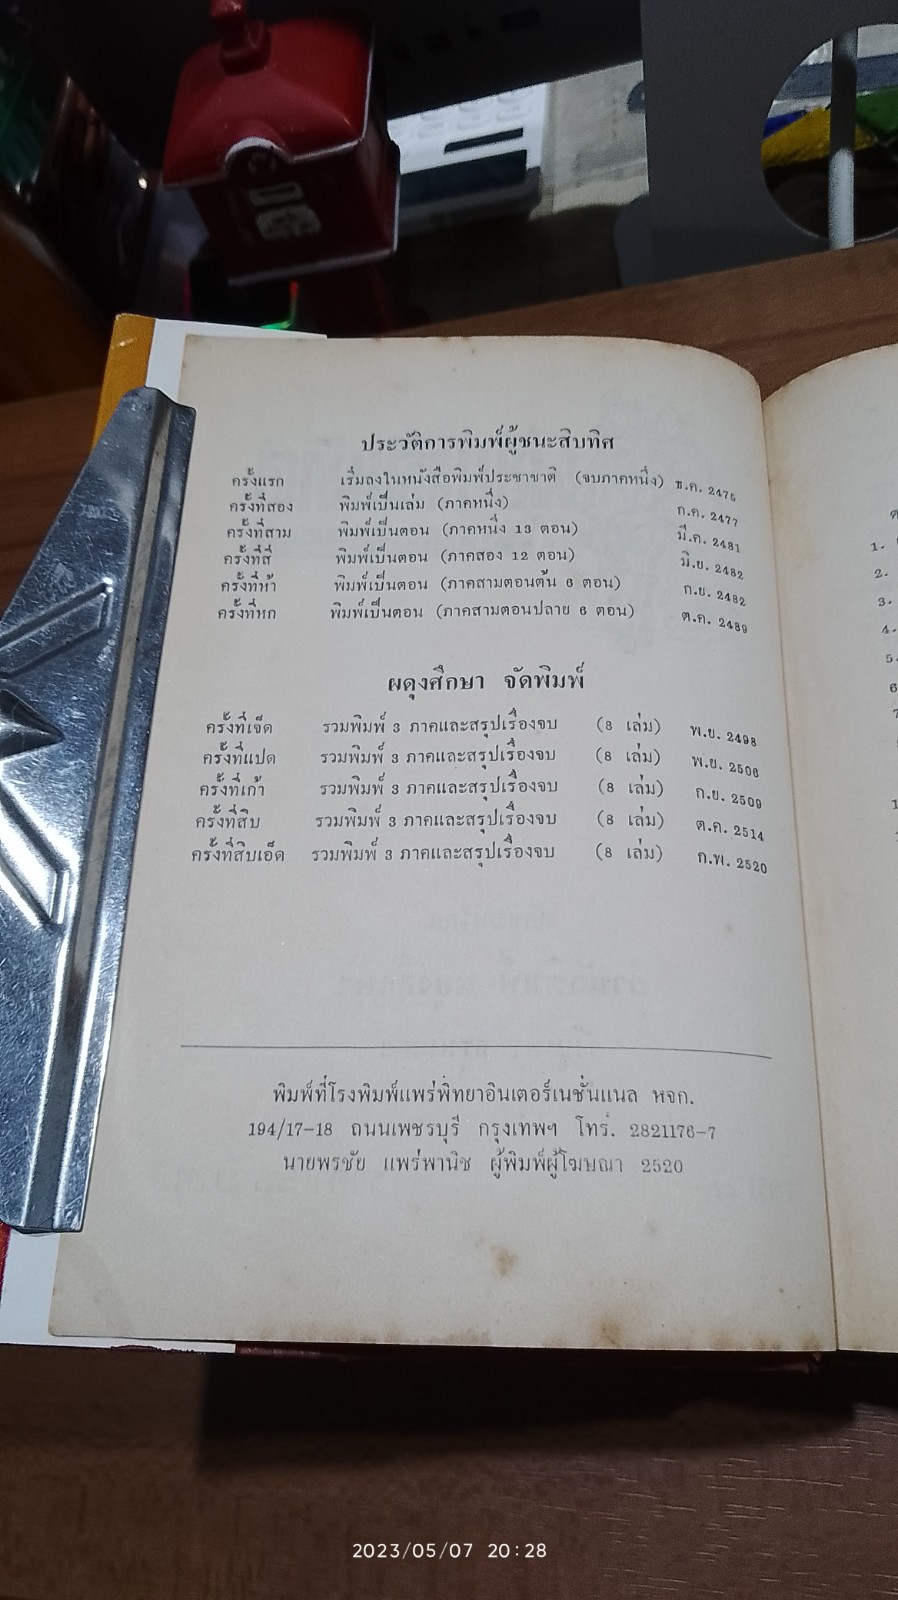 ประวัติการพิมพ์ผู้ชนะสิบทิศ
ครั้งแรก เริ่มลงในหนังสือพิมพ์ประชาชาติ (จบภาคหนึ่ง) ธ.ค. 2475
ครั้งที่สอง พิมพ์เป็นเล่ม (ภาคหนึ่ง) ก.ค. 2477
ครั้งที่สาม พิมพ์เป็นตอน (ภาคหนึ่ง 13 ตอน) มี.ค. 2481
ครั้งที่สี่ พิมพ์เป็นตอน (ภาคสอง 12 ตอน) มิ.ย. 2482
ครั้งที่ห้า พิมพ์เป็นตอน (ภาคสามตอนต้น 6 ตอน) ก.ย. 2482
ครั้งที่หก พิมพ์เป็นตอน (ภาคสามตอนปลาย 6 ตอน) ต.ค. 2489
ผดุงศึกษา จัดพิมพ์
ครั้งที่เจ็ด รวมพิมพ์ 3 ภาคและสรุปเรื่องจบ (8 เล่ม) พ.ย. 2498
ครั้งที่แปด รวมพิมพ์ 3 ภาคและสรุปเรื่องจบ (8 เล่ม) พ.ย. 2506
ครั้งที่เก้า รวมพิมพ์ 3 ภาคและสรุปเรื่องจบ (8 เล่ม) ก.ย. 2509
ครั้งที่สิบ รวมพิมพ์ 3 ภาคและสรุปเรื่องจบ (8 เล่ม) ต.ค. 2514
ครั้งที่สิบเอ็ด รวมพิมพ์ 3 ภาคและสรุปเรื่องจบ (8 เล่ม) ก.พ. 2520
พิมพ์ที่โรงพิมพ์แพร่พิทยาอินเตอร์เนชั่นแนล หจก.
194/17-18 ถนนเพชรบุรี กรุงเทพฯ โทร. 2821176-7
นายพรชัย แพร่พานิช ผู้พิมพ์ผู้โฆษณา 2520
1.
2.
3.
4.
5.
6
2023/05/07 20:28